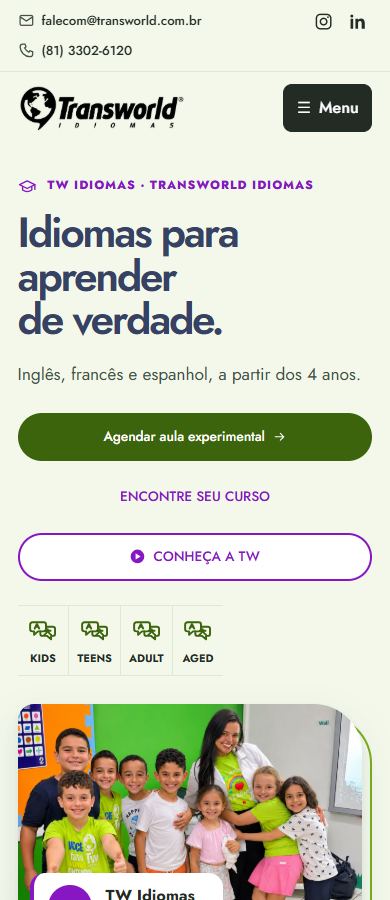 falecom@transworld.com.br
(81) 3302-6120
Transworld®
IDIOMAS
☰ Menu
TW IDIOMAS · TRANSWORLD IDIOMAS
Idiomas para
aprender
de verdade.
Inglês, francês e espanhol, a partir dos 4 anos.
Agendar aula experimental →
ENCONTRE SEU CURSO
CONHEÇA A TW
KIDS
TEENS
ADULT
AGED
TW Idiomas